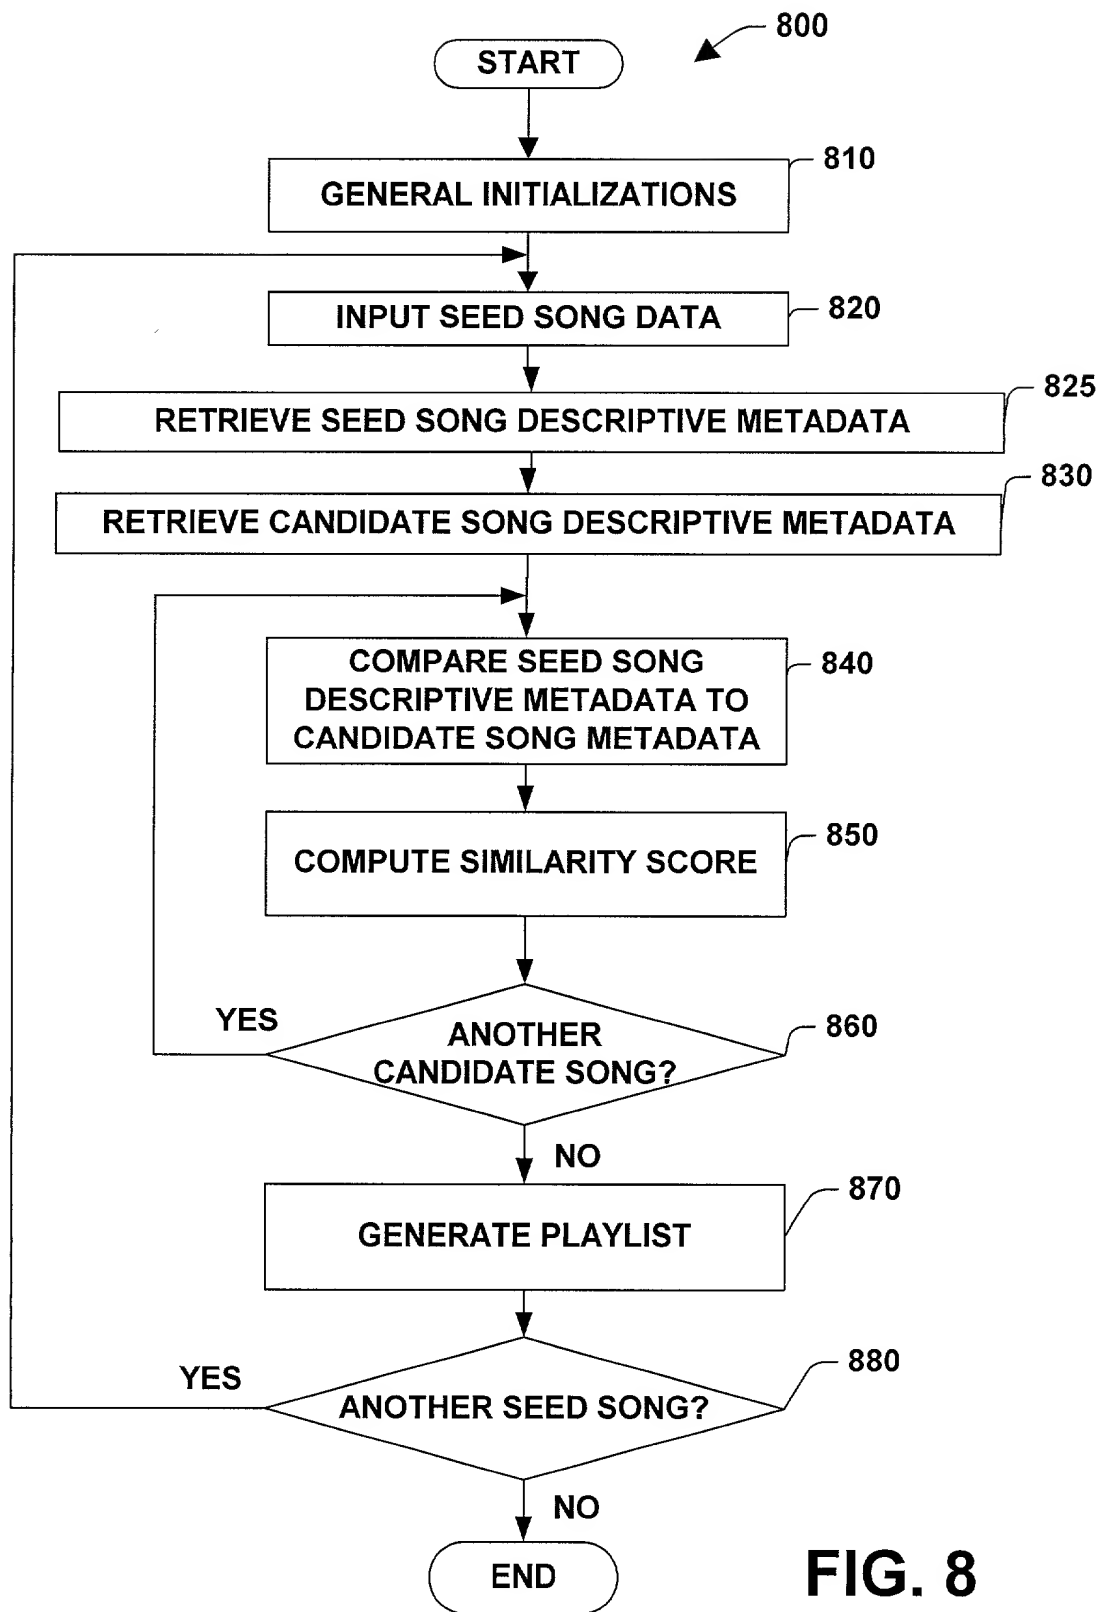 800
START
810
GENERAL INITIALIZATIONS
820
INPUT SEED SONG DATA
825
RETRIEVE SEED SONG DESCRIPTIVE METADATA
830
RETRIEVE CANDIDATE SONG DESCRIPTIVE METADATA
COMPARE SEED SONG
DESCRIPTIVE METADATA TO
CANDIDATE SONG METADATA
840
850
COMPUTE SIMILARITY SCORE
YES
860
ANOTHER
CANDIDATE SONG?
NO
870
GENERATE PLAYLIST
880
YES
ANOTHER SEED SONG?
NO
END
FIG. 8